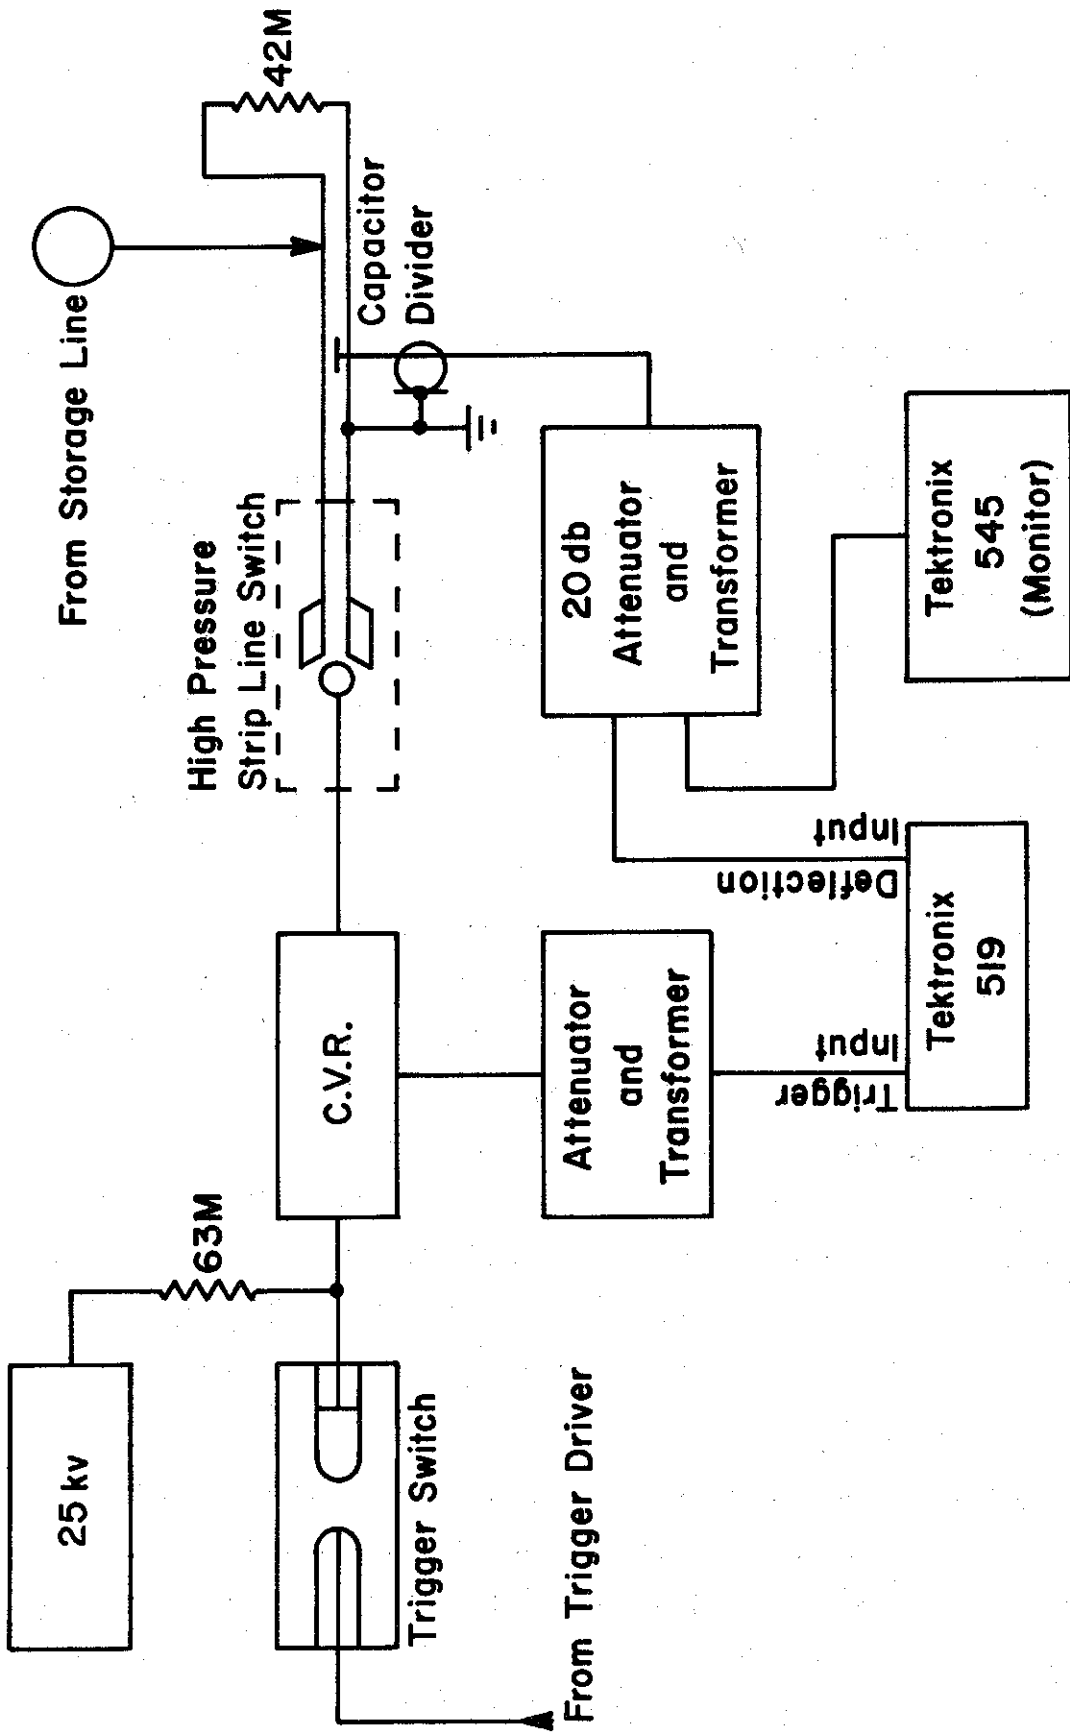 From Storage Line
42M
Capacitor
Divider
High Pressure
Strip Line Switch
25 kv
63M
C.V.R.
Trigger Switch
From Trigger Driver
Attenuator
and
Transformer
20 db
Attenuator
and
Transformer
Trigger
Input
Deflection
Input
Tektronix
519
Tektronix
545
(Monitor)